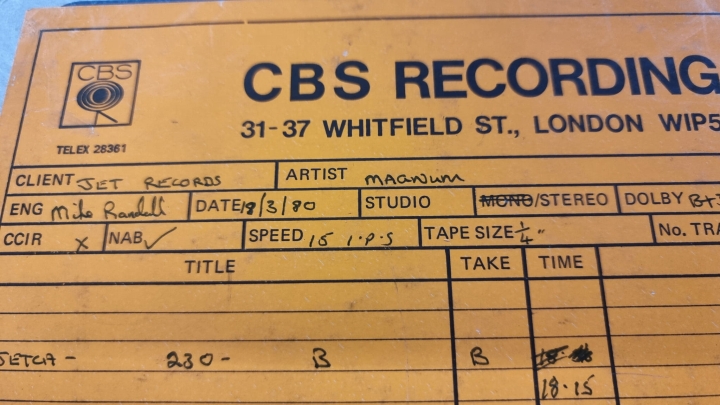 CBS
CBS RECORDING
31-37 WHITFIELD ST., LONDON WIP5
TELEX 28361
CLIENT JET RECORDS ARTIST MAGNUM
ENG Mike Randall DATE 18/3/80 STUDIO MONO/STEREO DOLBY
CCIR X NAB ✓ SPEED 15 I.P.S TAPE SIZE ¼" No. TRA
TITLE TAKE TIME
JETCA - 230 - B B
18.15